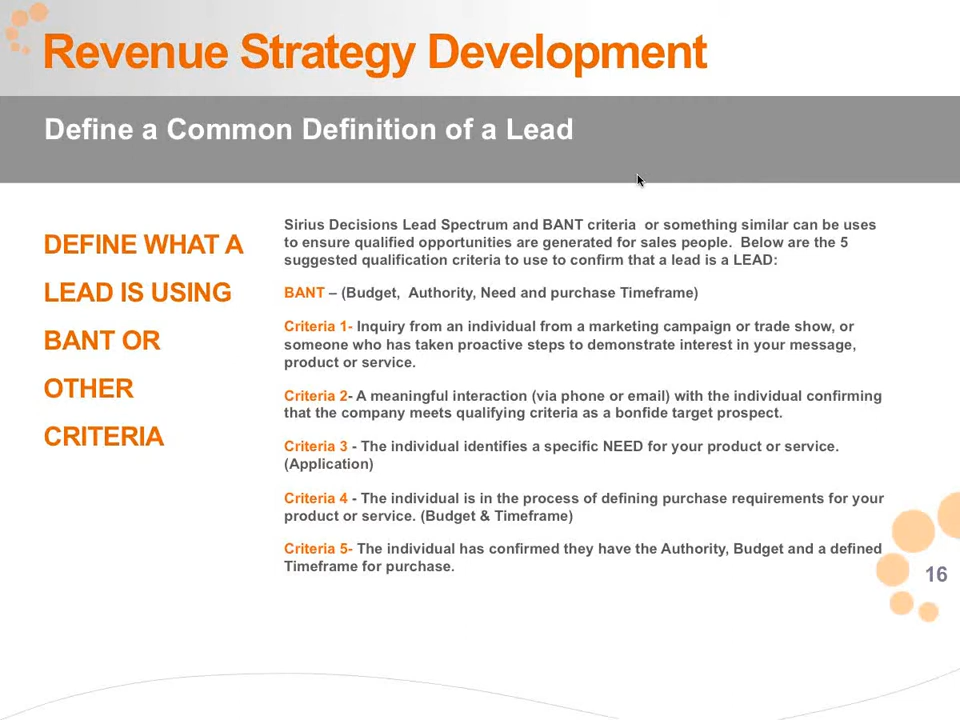 Revenue Strategy Development
Define a Common Definition of a Lead
DEFINE WHAT A
LEAD IS USING
BANT OR
OTHER
CRITERIA
Sirius Decisions Lead Spectrum and BANT criteria  or something similar can be uses
to ensure qualified opportunities are generated for sales people.  Below are the 5
suggested qualification criteria to use to confirm that a lead is a LEAD:
BANT – (Budget,  Authority, Need and purchase Timeframe)
Criteria 1- Inquiry from an individual from a marketing campaign or trade show, or
someone who has taken proactive steps to demonstrate interest in your message,
product or service.
Criteria 2- A meaningful interaction (via phone or email) with the individual confirming
that the company meets qualifying criteria as a bonfide target prospect.
Criteria 3 - The individual identifies a specific NEED for your product or service.
(Application)
Criteria 4 - The individual is in the process of defining purchase requirements for your
product or service. (Budget & Timeframe)
Criteria 5- The individual has confirmed they have the Authority, Budget and a defined
Timeframe for purchase.
16